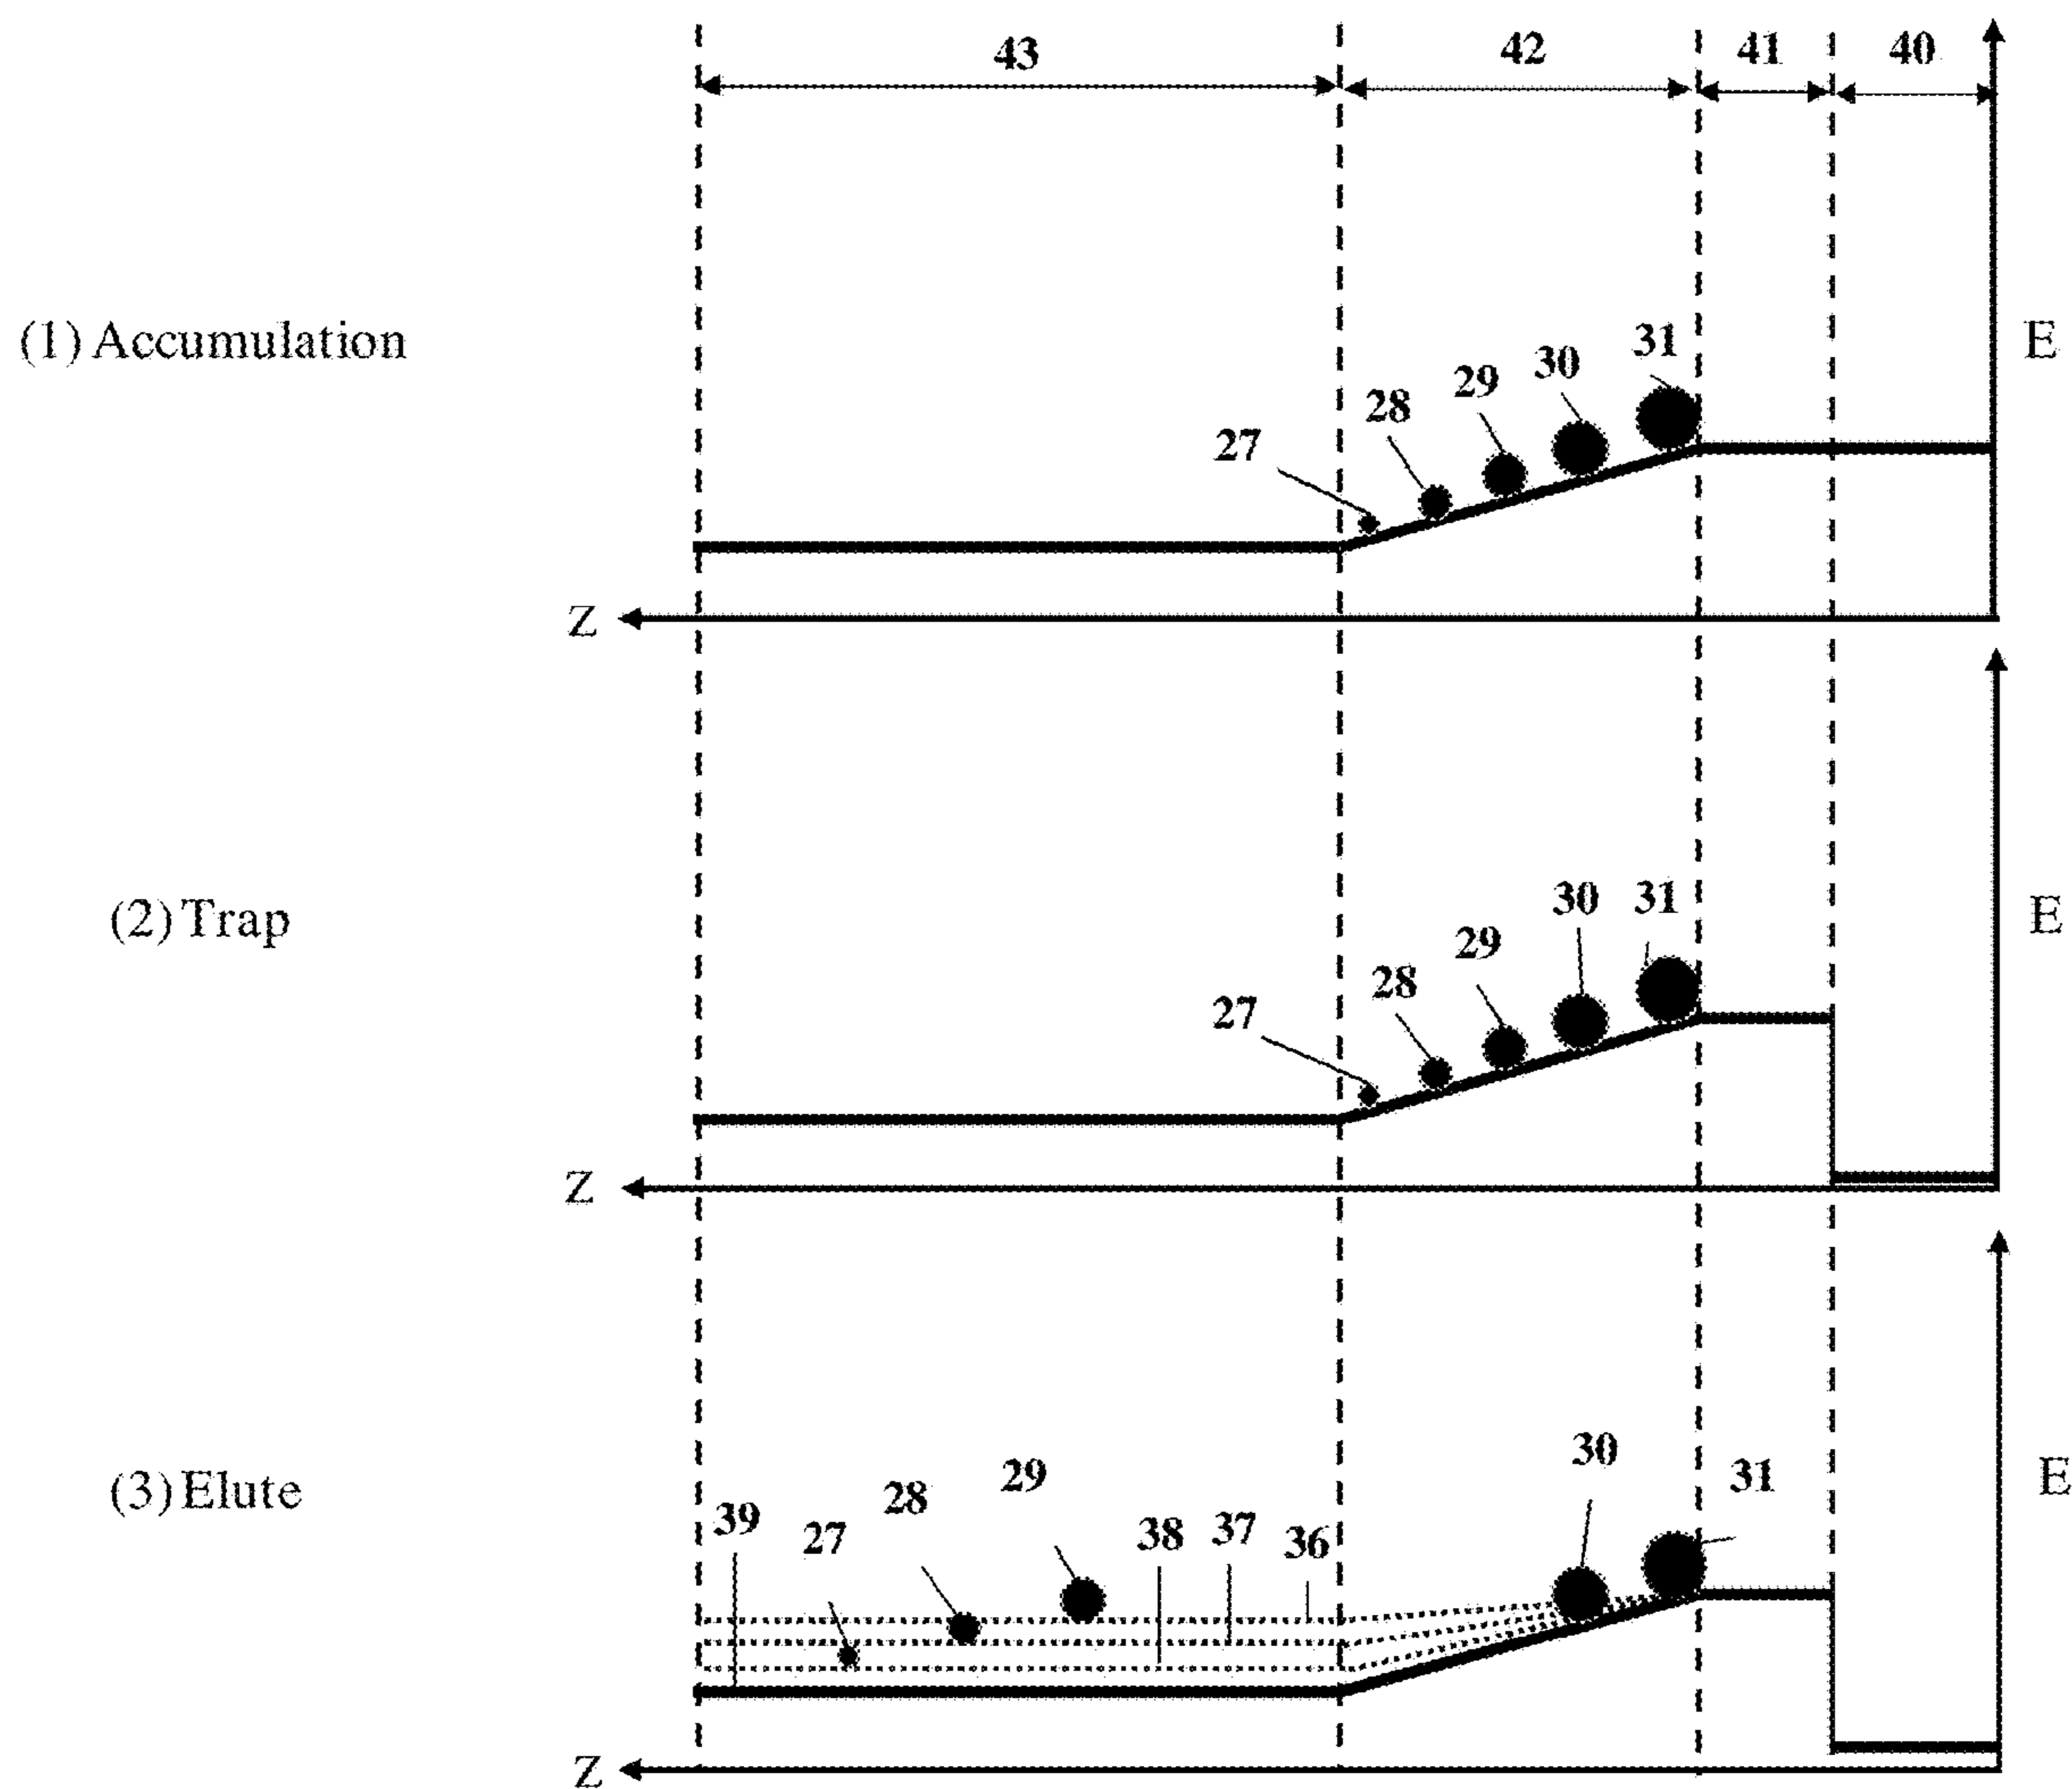 43 42 41 40
(1) Accumulation
E
31
30
29
28
27
Z
(2) Trap
E
30 31
29
28
27
Z
(3) Elute
E
30
31
29
28
39
27
38 37 36
Z